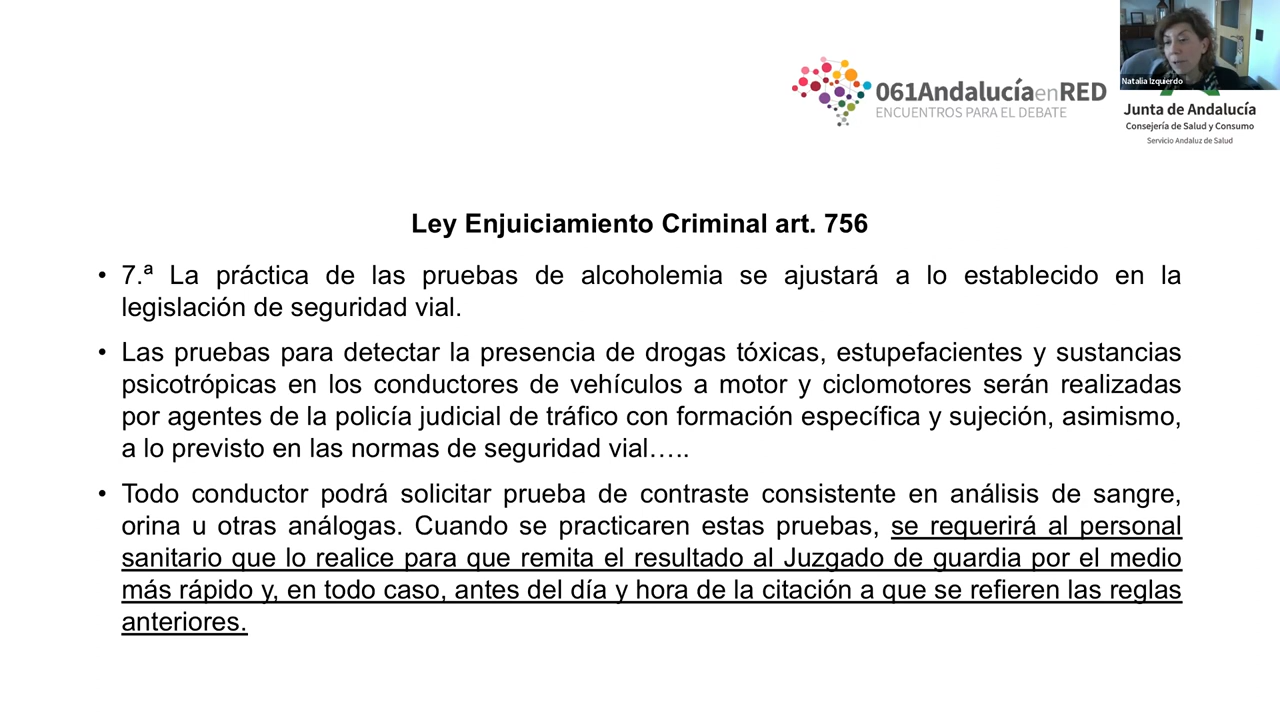 Natalia Izquierdo
061AndalucíaenRED
ENCUENTROS PARA EL DEBATE
Junta de Andalucía
Consejería de Salud y Consumo
Servicio Andaluz de Salud
Ley Enjuiciamiento Criminal art. 756
• 7.ª La práctica de las pruebas de alcoholemia se ajustará a lo establecido en la
legislación de seguridad vial.
• Las pruebas para detectar la presencia de drogas tóxicas, estupefacientes y sustancias
psicotrópicas en los conductores de vehículos a motor y ciclomotores serán realizadas
por agentes de la policía judicial de tráfico con formación específica y sujeción, asimismo,
a lo previsto en las normas de seguridad vial…..
• Todo conductor podrá solicitar prueba de contraste consistente en análisis de sangre,
orina u otras análogas. Cuando se practicaren estas pruebas, se requerirá al personal
sanitario que lo realice para que remita el resultado al Juzgado de guardia por el medio
más rápido y, en todo caso, antes del día y hora de la citación a que se refieren las reglas
anteriores.